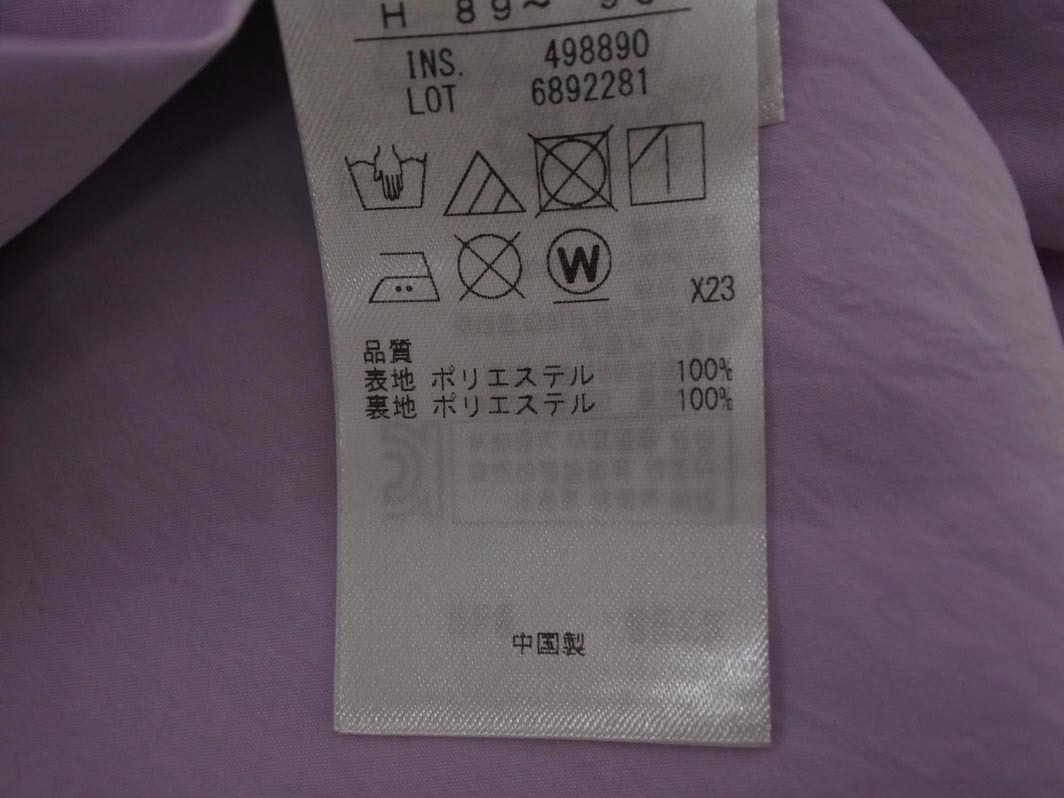 H 89~
INS. 498890
LOT 6892281
W
X23
品質
表地 ポリエステル 100%
裏地 ポリエステル 100%
中国製